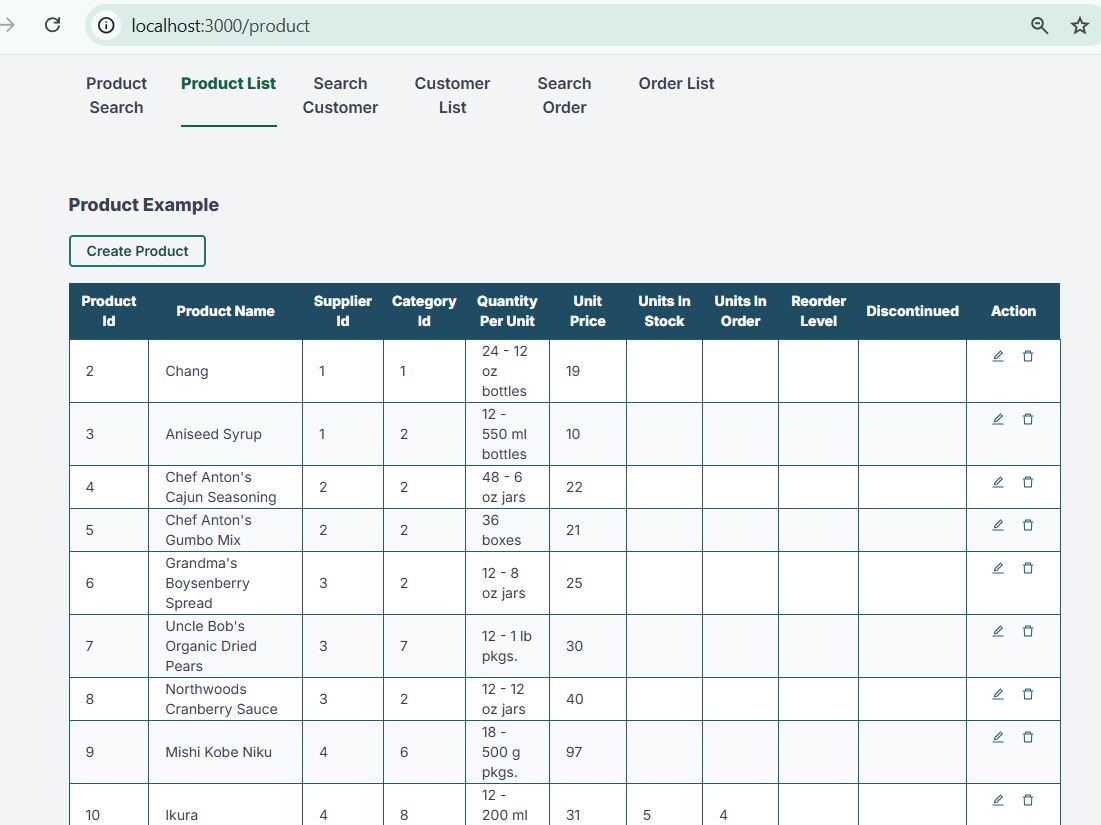 localhost:3000/product
Product Search
Product List
Search Customer
Customer List
Search Order
Order List
Product Example
Create Product
Product Id Product Name Supplier Id Category Id Quantity Per Unit Unit Price Units In Stock Units In Order Reorder Level Discontinued Action
2 Chang 1 1 24 - 12 oz bottles 19
3 Aniseed Syrup 1 2 12 - 550 ml bottles 10
4 Chef Anton's Cajun Seasoning 2 2 48 - 6 oz jars 22
5 Chef Anton's Gumbo Mix 2 2 36 boxes 21
6 Grandma's Boysenberry Spread 3 2 12 - 8 oz jars 25
7 Uncle Bob's Organic Dried Pears 3 7 12 - 1 lb pkgs. 30
8 Northwoods Cranberry Sauce 3 2 12 - 12 oz jars 40
9 Mishi Kobe Niku 4 6 18 - 500 g pkgs. 97
10 Ikura 4 8 12 - 200 ml 31 5 4